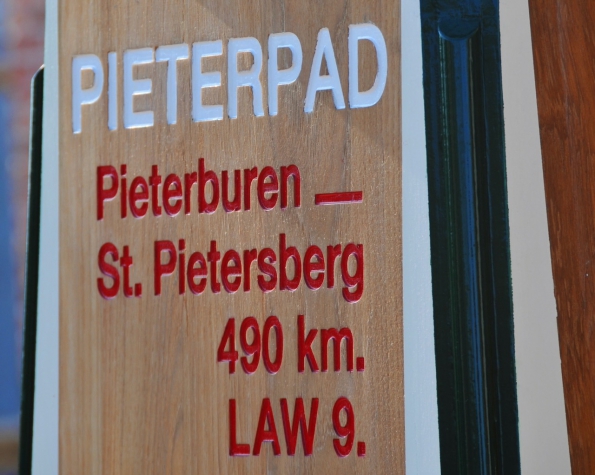 PIETERPAD
Pieterburen —
St. Pietersberg
490 km.
LAW 9.